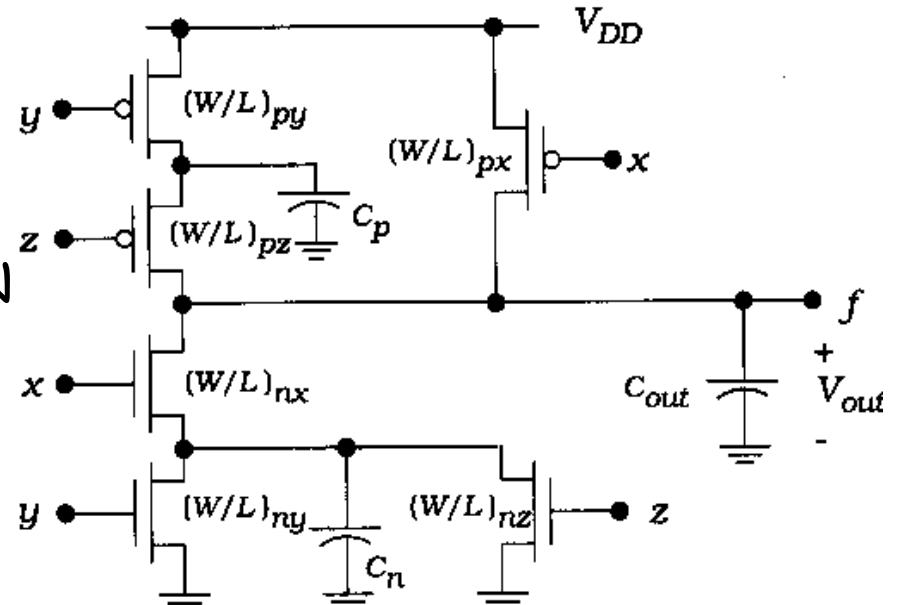 V_DD
y (W/L)_py
(W/L)_px x
C_p
z (W/L)_pz
f
x (W/L)_nx
C_out
+
V_out
-
y (W/L)_ny
(W/L)_nz z
C_n